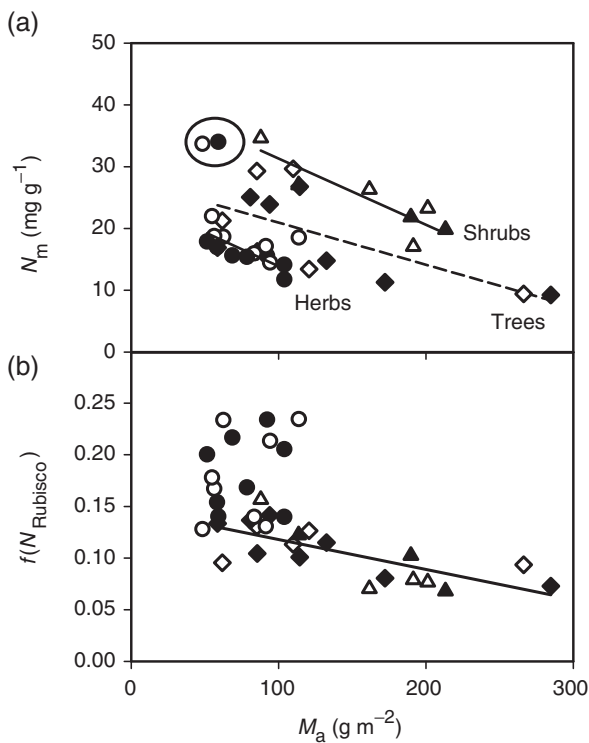 (a)
50
40
30
20
10
0
N_m (mg g⁻¹)
Shrubs
Herbs
Trees
(b)
0.25
0.20
0.15
0.10
0.05
0.00
f(N_Rubisco)
0 100 200 300
M_a (g m⁻²)